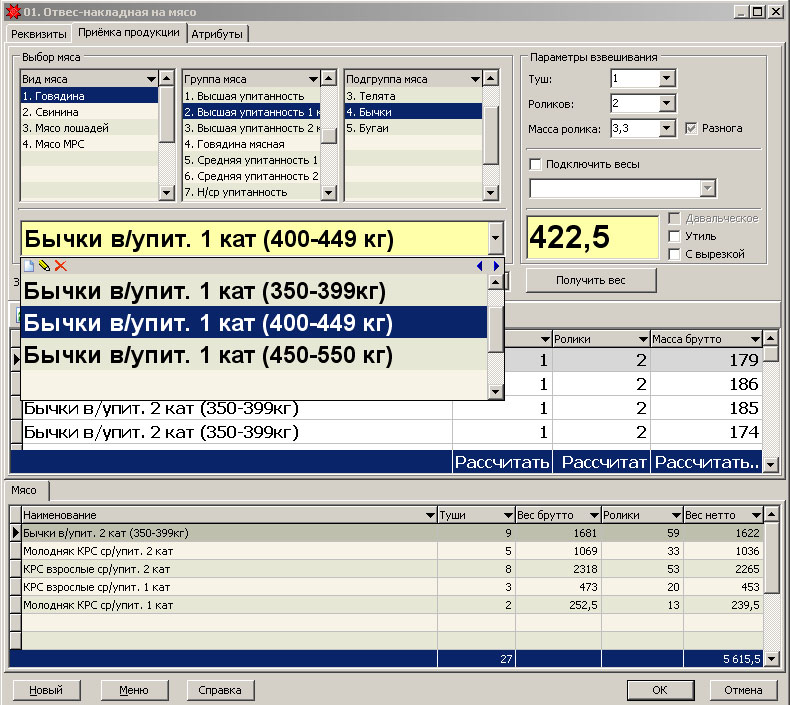 01. Отвес-накладная на мясо
Реквизиты Приёмка продукции Атрибуты
Выбор мяса
Вид мяса
1. Говядина
2. Свинина
3. Мясо лошадей
4. Мясо МРС
Группа мяса
1. Высшая упитанность
2. Высшая упитанность 1 к
3. Высшая упитанность 2 к
4. Говядина мясная
5. Средняя упитанность 1
6. Средняя упитанность 2
7. Н/ср упитанность
Подгруппа мяса
3. Телята
4. Бычки
5. Бугаи
Параметры взвешивания
Туш: 1
Роликов: 2
Масса ролика: 3,3 Разнога
Подключить весы
Бычки в/упит. 1 кат (400-449 кг)
422,5
Давальческое
Утиль
С вырезкой
Получить вес
Бычки в/упит. 1 кат (350-399кг)
Бычки в/упит. 1 кат (400-449 кг)
Бычки в/упит. 1 кат (450-550 кг)
Ролики Масса брутто
1 2 179
1 2 186
Бычки в/упит. 2 кат (350-399кг) 1 2 185
Бычки в/упит. 2 кат (350-399кг) 1 2 174
Рассчитать Рассчитат Рассчитать..
Мясо
Наименование Туши Вес брутто Ролики Вес нетто
Бычки в/упит. 2 кат (350-399кг) 9 1681 59 1622
Молодняк КРС ср/упит. 2 кат 5 1069 33 1036
КРС взрослые ср/упит. 2 кат 8 2318 53 2265
КРС взрослые ср/упит. 1 кат 3 473 20 453
Молодняк КРС ср/упит. 1 кат 2 252,5 13 239,5
27 5 615,5
Новый Меню Справка ОК Отмена